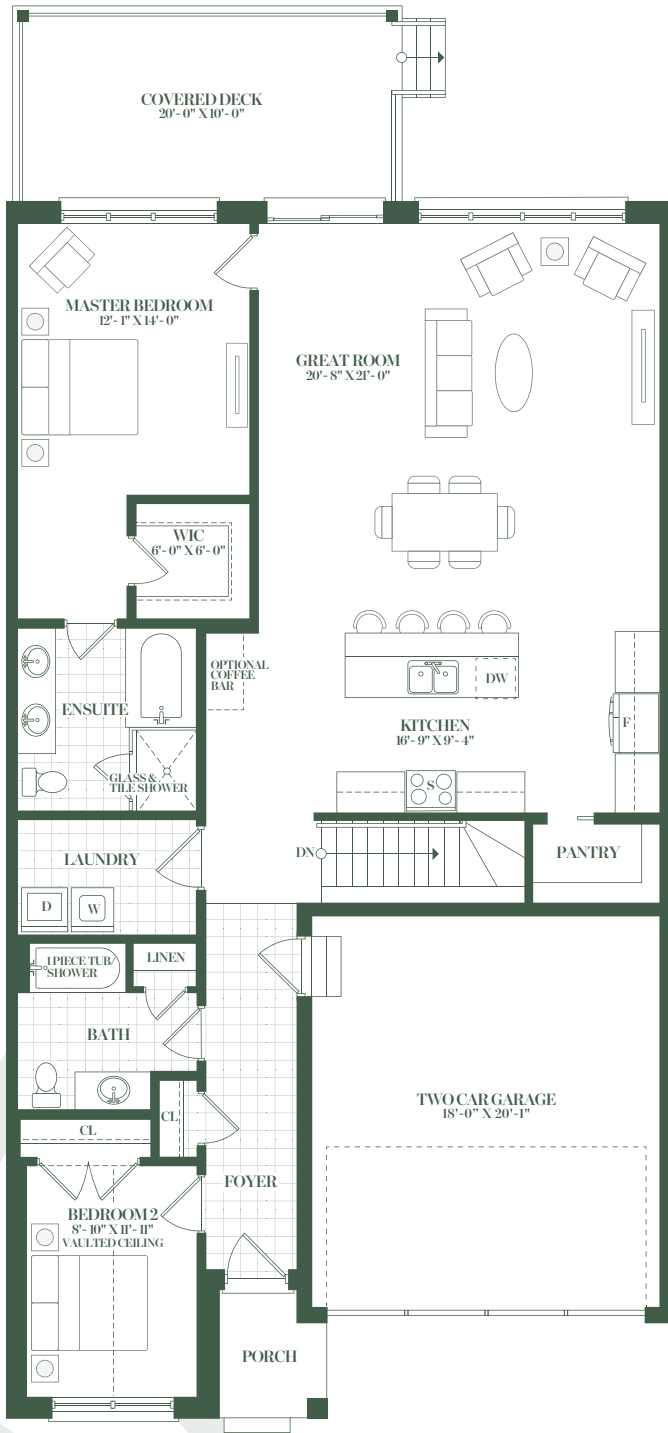 COVERED DECK
20'- 0" X 10'- 0"
MASTER BEDROOM
12'- 1" X 14'- 0"
GREAT ROOM
20'- 8" X 21'- 0"
WIC
6'- 0" X 6'- 0"
OPTIONAL
COFFEE
BAR
DW
ENSUITE
KITCHEN
16'- 9" X 9'- 4"
F
GLASS &
TILE SHOWER
S
LAUNDRY
DN
PANTRY
D
W
1 PIECE TUB/
SHOWER
LINEN
BATH
TWO CAR GARAGE
18'-0" X 20'-1"
CL
CL
FOYER
BEDROOM 2
8'- 10" X 11'- 11"
VAULTED CEILING
PORCH